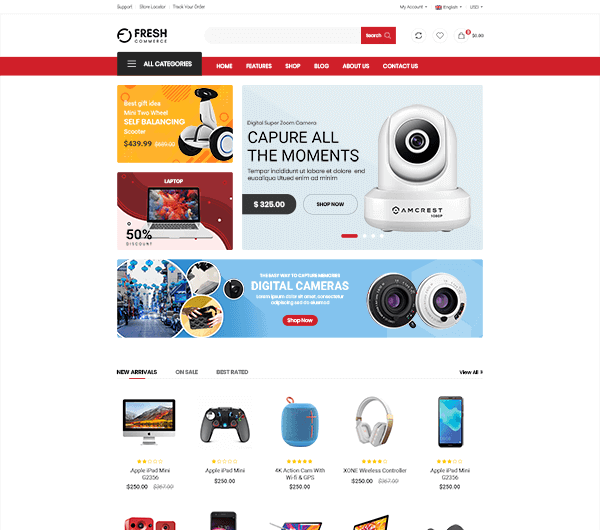 Support Store Locator Track Your Order
My Account English USD
FRESH
COMMERCE
Search
0
$0.00
ALL CATEGORIES
HOME FEATURES SHOP BLOG ABOUT US CONTACT US
Best gift idea
Mini Two Wheel
SELF BALANCING
Scooter
$439.99 $699.00
LAPTOP
50%
DISCOUNT
Digital Super Zoom Camera
CAPURE ALL
THE MOMENTS
Tempor incididunt ut labore et dolore eend
euoaliqua Utued enim ad minim
$ 325.00 SHOP NOW
AMCREST
1080P
THE EASY WAY TO CAPTURE MEMORIES
DIGITAL CAMERAS
Lorem ipsum dolor sit amet, consectetur
adipiscing and do eiusmod
Shop Now
NEW ARRIVALS ON SALE BEST RATED
View All
Apple iPad Mini
G2356
$250.00 $367.00
Apple iPad Mini
$250.00
4K Action Cam With
Wi-fi & GPS
$250.00
XONE Wireless Controller
$250.00 $367.00
Apple iPad Mini
G2356
$250.00